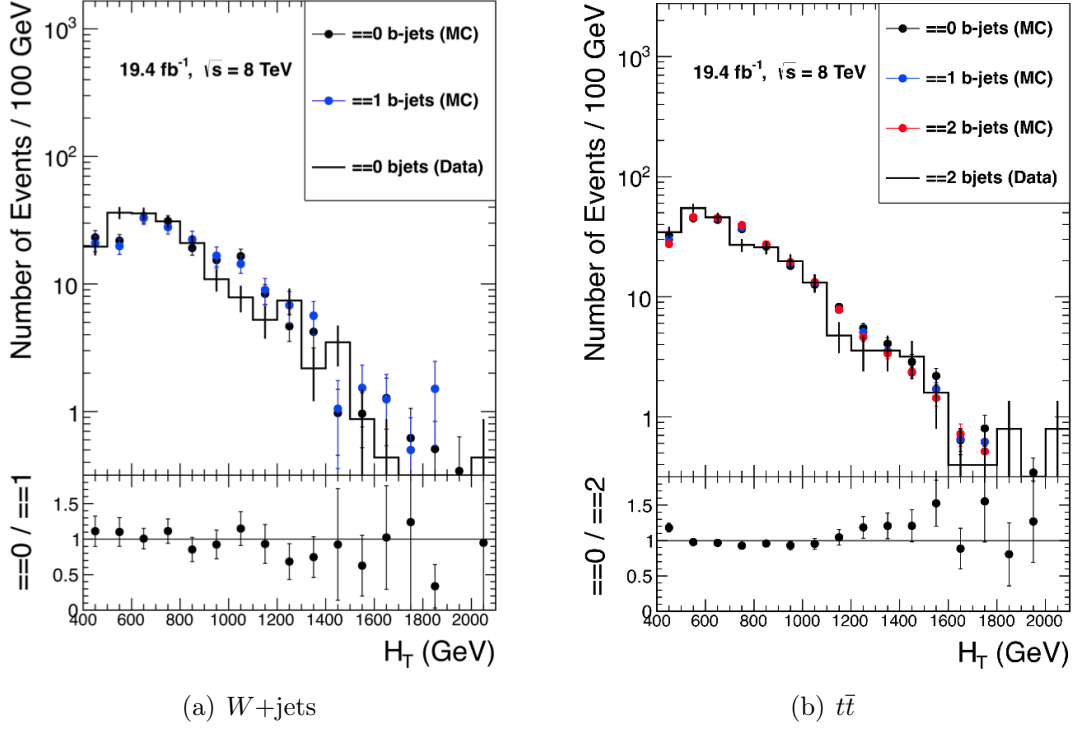 Number of Events / 100 GeV
10³
10²
10
1
19.4 fb⁻¹, √s = 8 TeV
==0 b-jets (MC)
==1 b-jets (MC)
==0 bjets (Data)
==0 / ==1
1.5
1
0.5
0
400 600 800 1000 1200 1400 1600 1800 2000
H_T (GeV)
(a) W+jets
Number of Events / 100 GeV
10³
10²
10
1
19.4 fb⁻¹, √s = 8 TeV
==0 b-jets (MC)
==1 b-jets (MC)
==2 b-jets (MC)
==2 bjets (Data)
==0 / ==2
1.5
1
0.5
0
400 600 800 1000 1200 1400 1600 1800 2000
H_T (GeV)
(b) tt̄